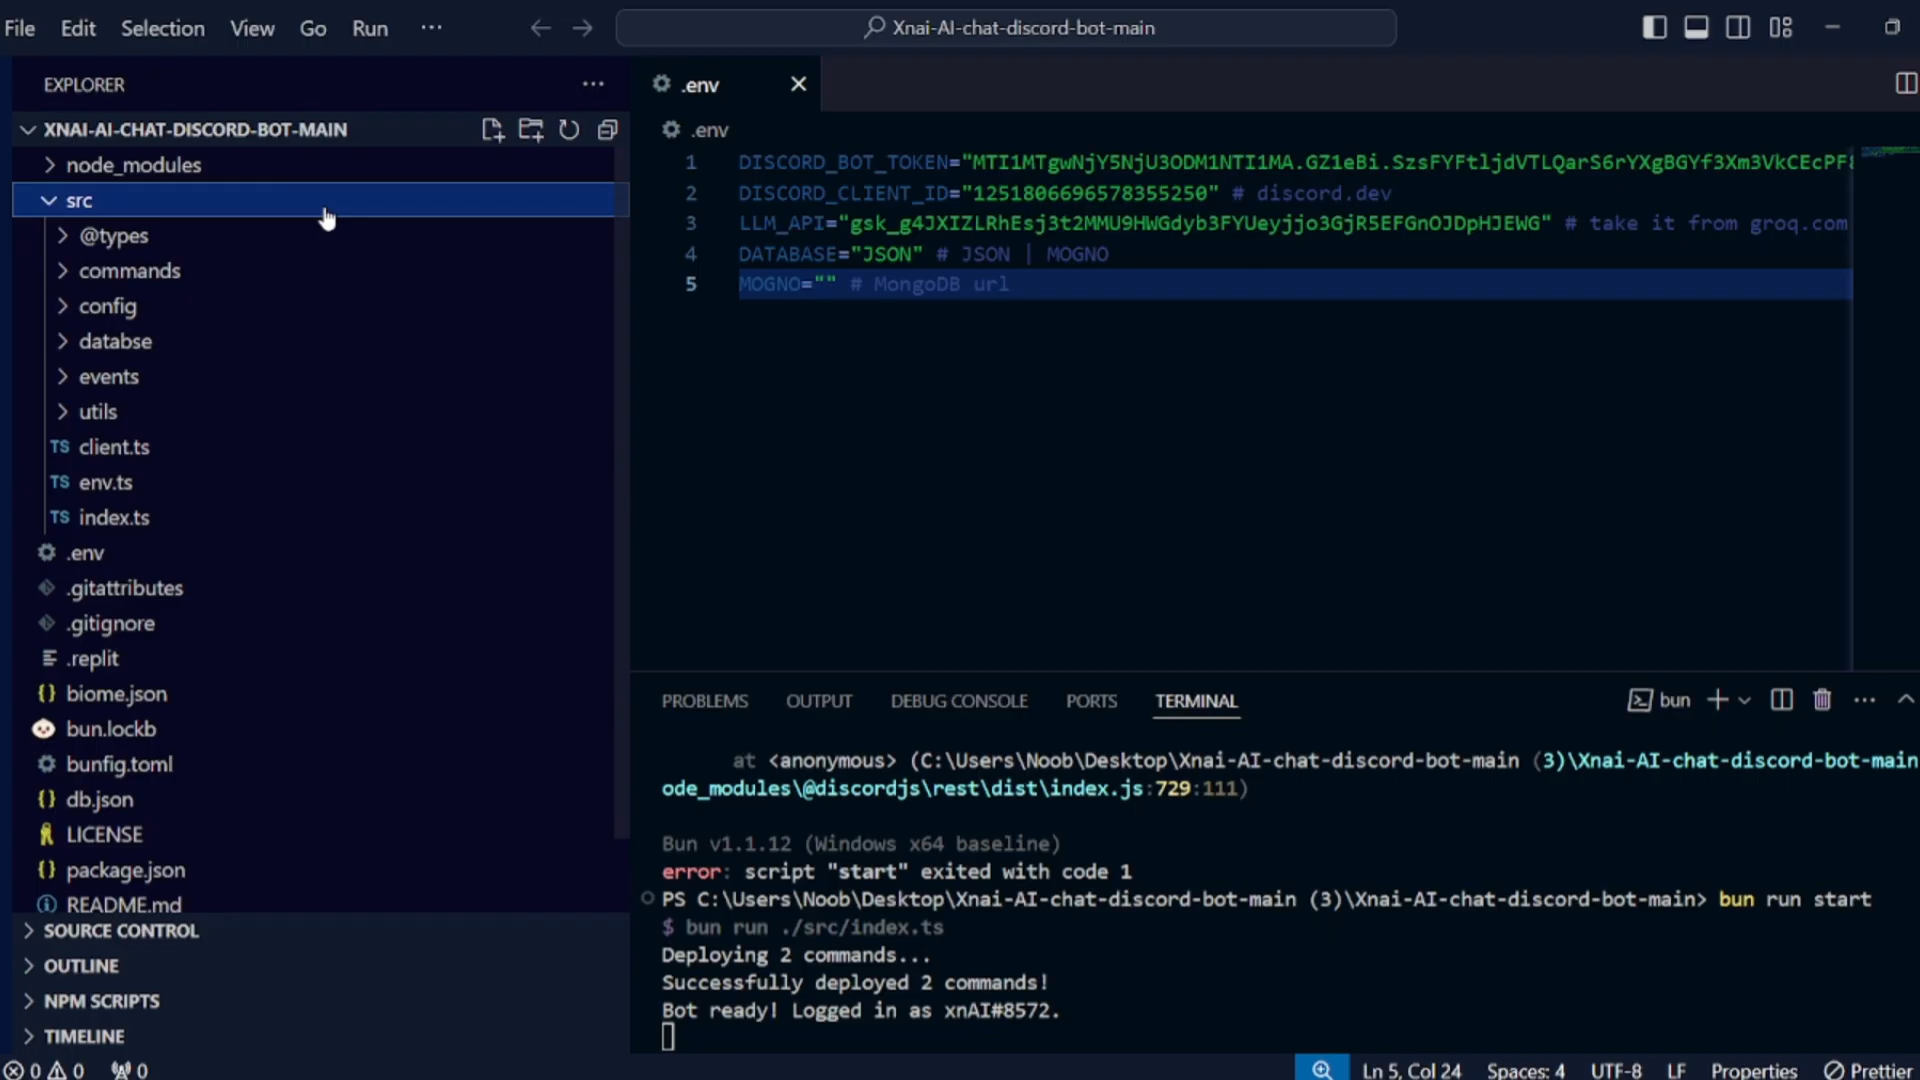 File Edit Selection View Go Run ···
Xnai-AI-chat-discord-bot-main
EXPLORER
XNAI-AI-CHAT-DISCORD-BOT-MAIN
node_modules
src
@types
commands
config
databse
events
utils
TS client.ts
TS env.ts
TS index.ts
.env
.gitattributes
.gitignore
.replit
{} biome.json
bun.lockb
bunfig.toml
{} db.json
LICENSE
{} package.json
README.md
SOURCE CONTROL
OUTLINE
NPM SCRIPTS
TIMELINE
.env
.env
1 DISCORD_BOT_TOKEN="
2 DISCORD_CLIENT_ID="1251806696578355250" # discord.dev
3 LLM_API="" # take it from groq.com
4 DATABASE="JSON" # JSON | MOGNO
5 MOGNO="" # MongoDB url
PROBLEMS OUTPUT DEBUG CONSOLE PORTS TERMINAL
bun
at <anonymous> (C:\Users\Noob\Desktop\Xnai-AI-chat-discord-bot-main (3)\Xnai-AI-chat-discord-bot-main
ode_modules\@discordjs\rest\dist\index.js:729:111)
Bun v1.1.12 (Windows x64 baseline)
error: script "start" exited with code 1
PS C:\Users\Noob\Desktop\Xnai-AI-chat-discord-bot-main (3)\Xnai-AI-chat-discord-bot-main> bun run start
$ bun run ./src/index.ts
Deploying 2 commands...
Successfully deployed 2 commands!
Bot ready! Logged in as xnAI#8572.
0 0 0 Ln 5, Col 24 Spaces: 4 UTF-8 LF Properties Prettier